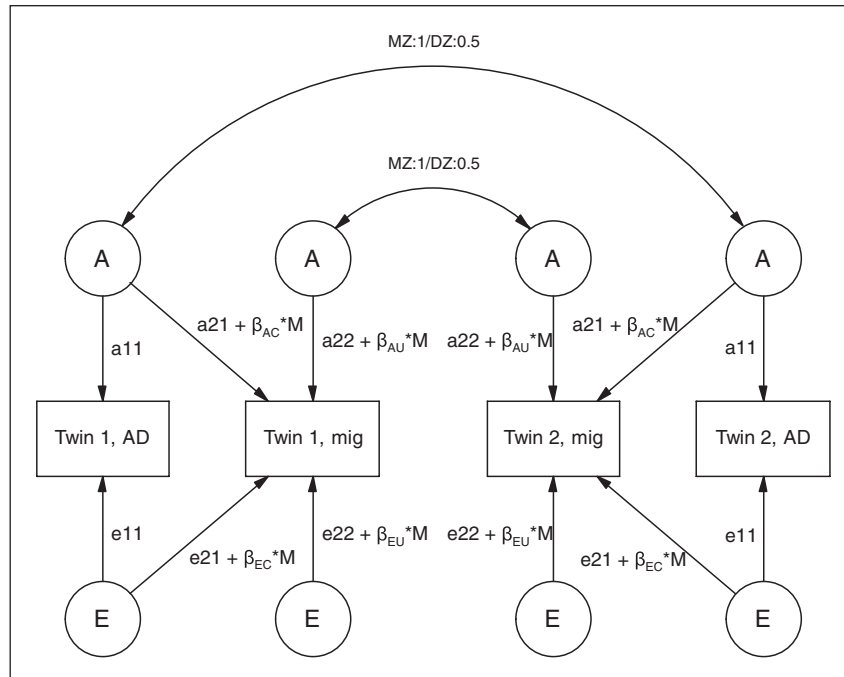 MZ:1/DZ:0.5
MZ:1/DZ:0.5
A A A A
a11 a21 + βAC*M a22 + βAU*M a22 + βAU*M a21 + βAC*M a11
Twin 1, AD Twin 1, mig Twin 2, mig Twin 2, AD
e11 e21 + βEC*M e22 + βEU*M e22 + βEU*M e21 + βEC*M e11
E E E E